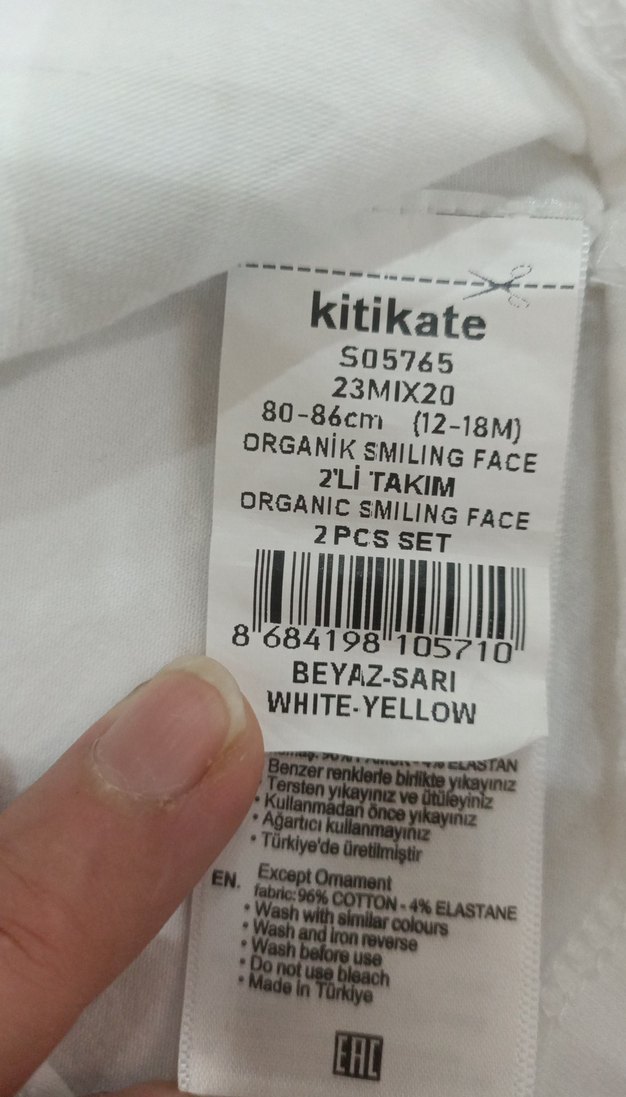 kitikate
S05765
23MIX20
80-86cm (12-18M)
ORGANİK SMILING FACE
2'Lİ TAKIM
ORGANIC SMILING FACE
2 PCS SET
8 684198 105710
BEYAZ-SARI
WHITE-YELLOW
4% ELASTAN
Benzer renklerle birlikte yıkayınız
• Tersten yıkayınız ve ütüleyiniz
• Kullanmadan önce yıkayınız
• Ağartıcı kullanmayınız
• Türkiye'de üretilmiştir
EN. Except Ornament
fabric: 96% COTTON - 4% ELASTANE
• Wash with similar colours
• Wash and iron reverse
• Wash before use
• Do not use bleach
• Made in Türkiye
EAC